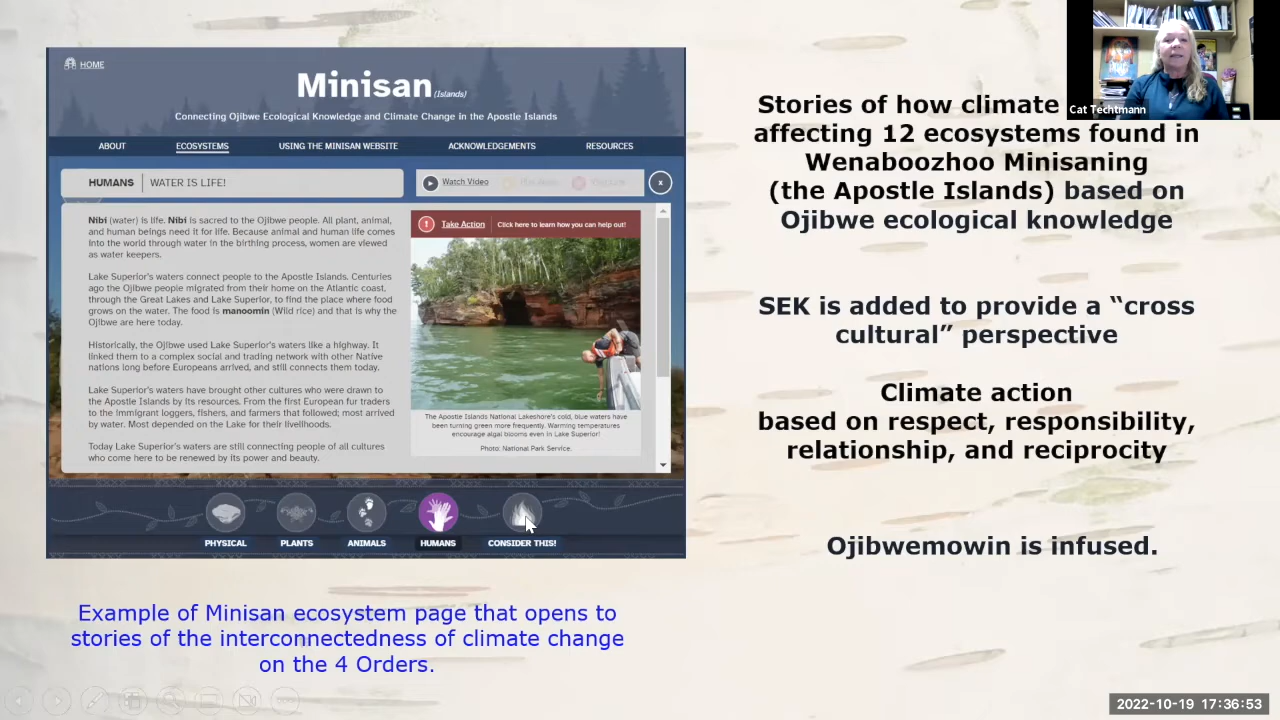 HOME
Minisan (Islands)
Connecting Ojibwe Ecological Knowledge and Climate Change in the Apostle Islands
ABOUT
ECOSYSTEMS
USING THE MINISAN WEBSITE
ACKNOWLEDGEMENTS
RESOURCES
HUMANS | WATER IS LIFE!
Watch Video
x
Nibi (water) is life. Nibi is sacred to the Ojibwe people. All plant, animal,
and human beings need it for life. Because animal and human life comes
into the world through water in the birthing process, women are viewed
as water keepers.
Lake Superior's waters connect people to the Apostle Islands. Centuries
ago the Ojibwe people migrated from their home on the Atlantic coast,
through the Great Lakes and Lake Superior, to find the place where food
grows on the water. The food is manoomin (Wild rice) and that is why the
Ojibwe are here today.
Historically, the Ojibwe used Lake Superior's waters like a highway. It
linked them to a complex social and trading network with other Native
nations long before Europeans arrived, and still connects them today.
Lake Superior's waters have brought other cultures who were drawn to
the Apostle Islands by its resources. From the first European fur traders
to the immigrant loggers, fishers, and farmers that followed; most arrived
by water. Most depended on the Lake for their livelihoods.
Today Lake Superior's waters are still connecting people of all cultures
who come here to be renewed by its power and beauty.
Take Action | Click here to learn how you can help out!
The Apostle Islands National Lakeshore's cold, blue waters have
been turning green more frequently. Warming temperatures
encourage algal blooms even in Lake Superior!
Photo: National Park Service.
PHYSICAL
PLANTS
ANIMALS
HUMANS
CONSIDER THIS!
Example of Minisan ecosystem page that opens to
stories of the interconnectedness of climate change
on the 4 Orders.
Cat Techtmann
Stories of how climate
affecting 12 ecosystems found in
Wenaboozhoo Minisaning
(the Apostle Islands) based on
Ojibwe ecological knowledge
SEK is added to provide a “cross
cultural” perspective
Climate action
based on respect, responsibility,
relationship, and reciprocity
Ojibwemowin is infused.
2022-10-19 17:36:53